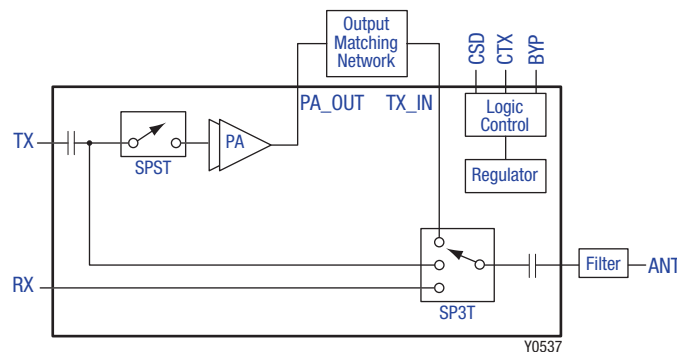 Output
Matching
Network
CSD
CTX
BYP
PA_OUT
TX_IN
Logic
Control
TX
PA
SPST
Regulator
Filter
ANT
RX
SP3T
Y0537